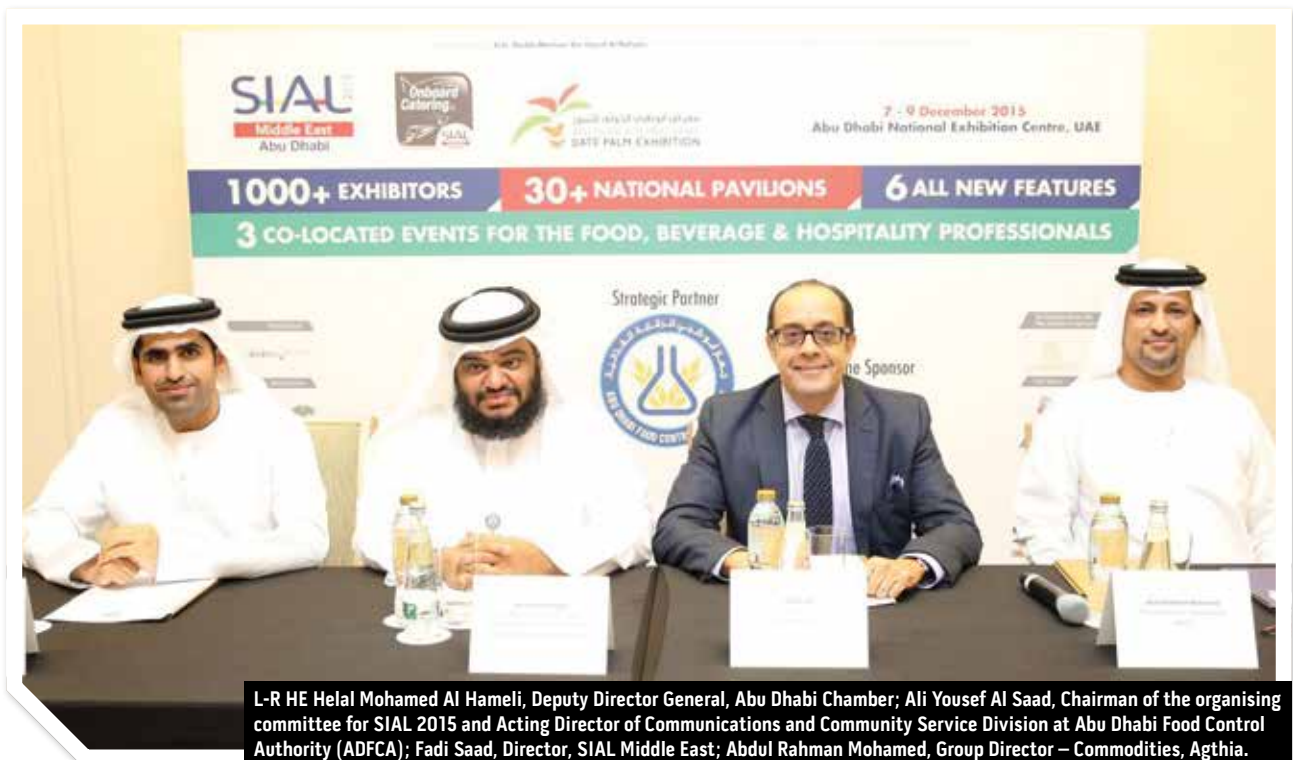 SIAL 2015
Middle East
Abu Dhabi
Onboard
Catering
SIAL
DATE PALM EXHIBITION
7 - 9 December 2015
Abu Dhabi National Exhibition Centre, UAE
1000+ EXHIBITORS 30+ NATIONAL PAVILIONS 6 ALL NEW FEATURES
3 CO-LOCATED EVENTS FOR THE FOOD, BEVERAGE & HOSPITALITY PROFESSIONALS
Strategic Partner
Sponsor
ABU DHABI FOOD
L-R HE Helal Mohamed Al Hameli, Deputy Director General, Abu Dhabi Chamber; Ali Yousef Al Saad, Chairman of the organising
committee for SIAL 2015 and Acting Director of Communications and Community Service Division at Abu Dhabi Food Control
Authority (ADFCA); Fadi Saad, Director, SIAL Middle East; Abdul Rahman Mohamed, Group Director – Commodities, Agthia.